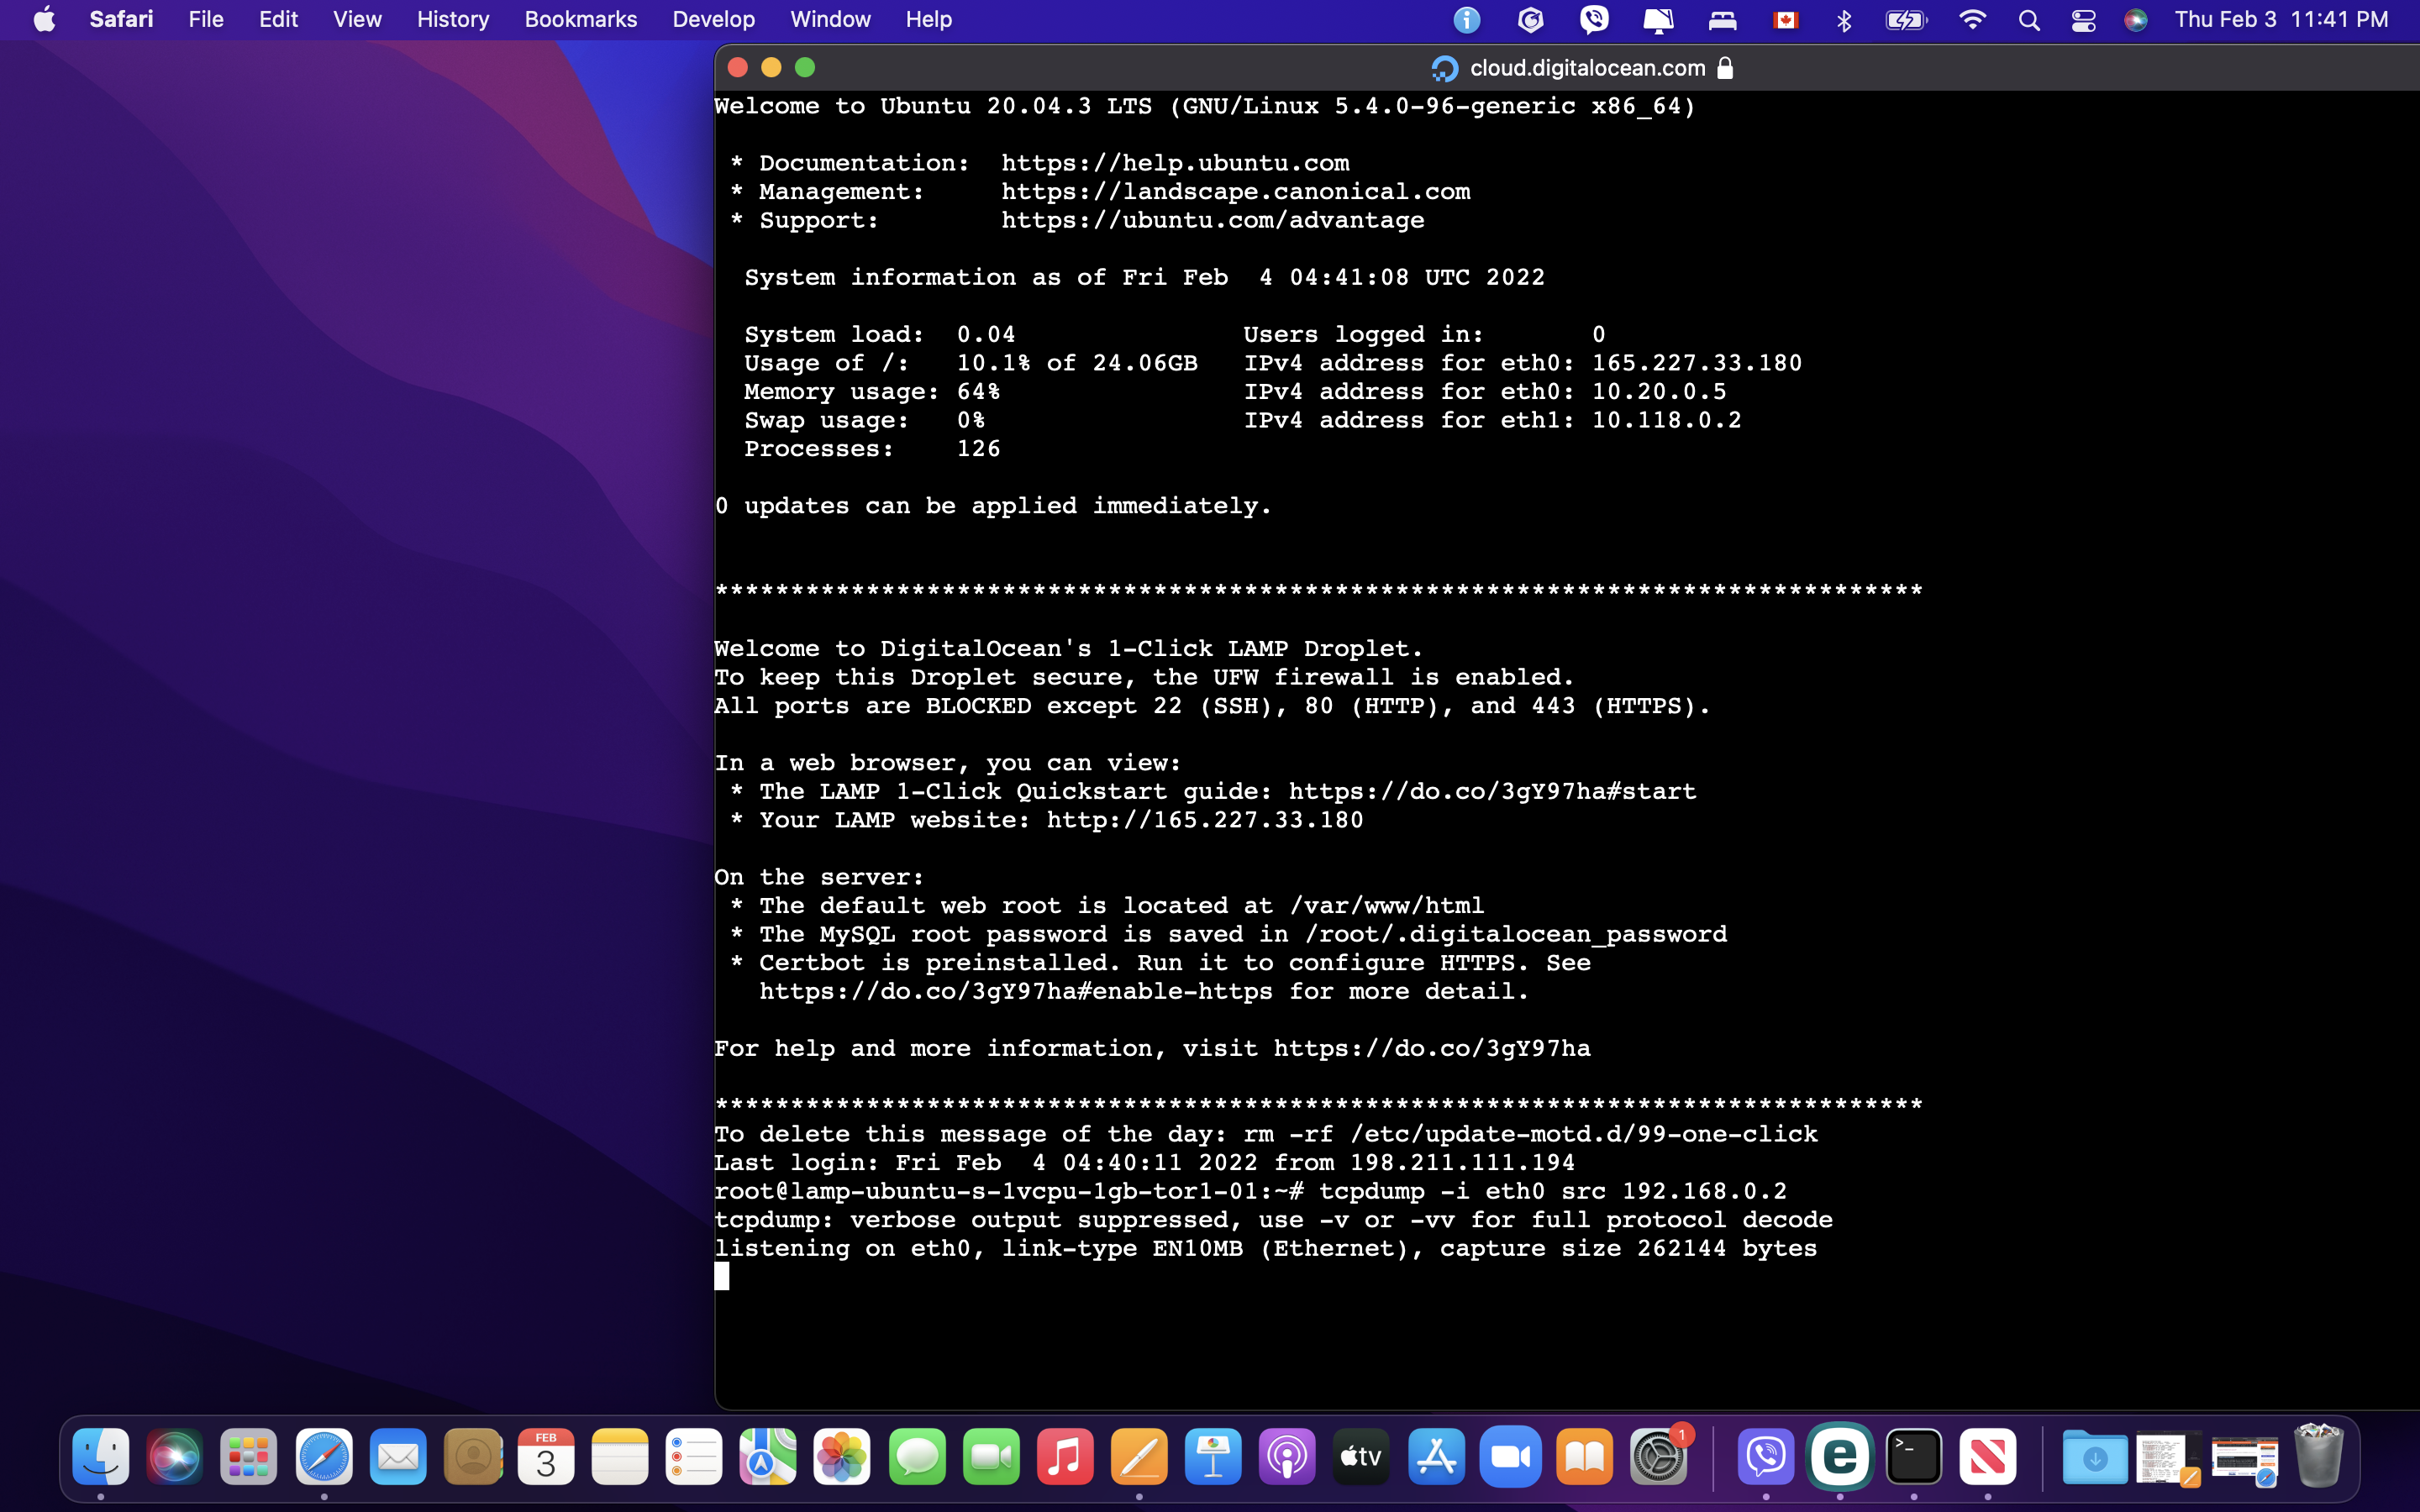 Safari File Edit View History Bookmarks Develop Window Help Thu Feb 3 11:41 PM
cloud.digitalocean.com
Welcome to Ubuntu 20.04.3 LTS (GNU/Linux 5.4.0-96-generic x86_64)
* Documentation: https://help.ubuntu.com
* Management: https://landscape.canonical.com
* Support: https://ubuntu.com/advantage
System information as of Fri Feb 4 04:41:08 UTC 2022
System load: 0.04 Users logged in: 0
Usage of /: 10.1% of 24.06GB IPv4 address for eth0: 165.227.33.180
Memory usage: 64% IPv4 address for eth0: 10.20.0.5
Swap usage: 0% IPv4 address for eth1: 10.118.0.2
Processes: 126
0 updates can be applied immediately.
********************************************************************************
Welcome to DigitalOcean's 1-Click LAMP Droplet.
To keep this Droplet secure, the UFW firewall is enabled.
All ports are BLOCKED except 22 (SSH), 80 (HTTP), and 443 (HTTPS).
In a web browser, you can view:
* The LAMP 1-Click Quickstart guide: https://do.co/3gY97ha#start
* Your LAMP website: http://165.227.33.180
On the server:
* The default web root is located at /var/www/html
* The MySQL root password is saved in /root/.digitalocean_password
* Certbot is preinstalled. Run it to configure HTTPS. See
https://do.co/3gY97ha#enable-https for more detail.
For help and more information, visit https://do.co/3gY97ha
********************************************************************************
To delete this message of the day: rm -rf /etc/update-motd.d/99-one-click
Last login: Fri Feb 4 04:40:11 2022 from 198.211.111.194
root@lamp-ubuntu-s-1vcpu-1gb-tor1-01:~# tcpdump -i eth0 src 192.168.0.2
tcpdump: verbose output suppressed, use -v or -vv for full protocol decode
listening on eth0, link-type EN10MB (Ethernet), capture size 262144 bytes
FEB
3
tv
1
e
>_